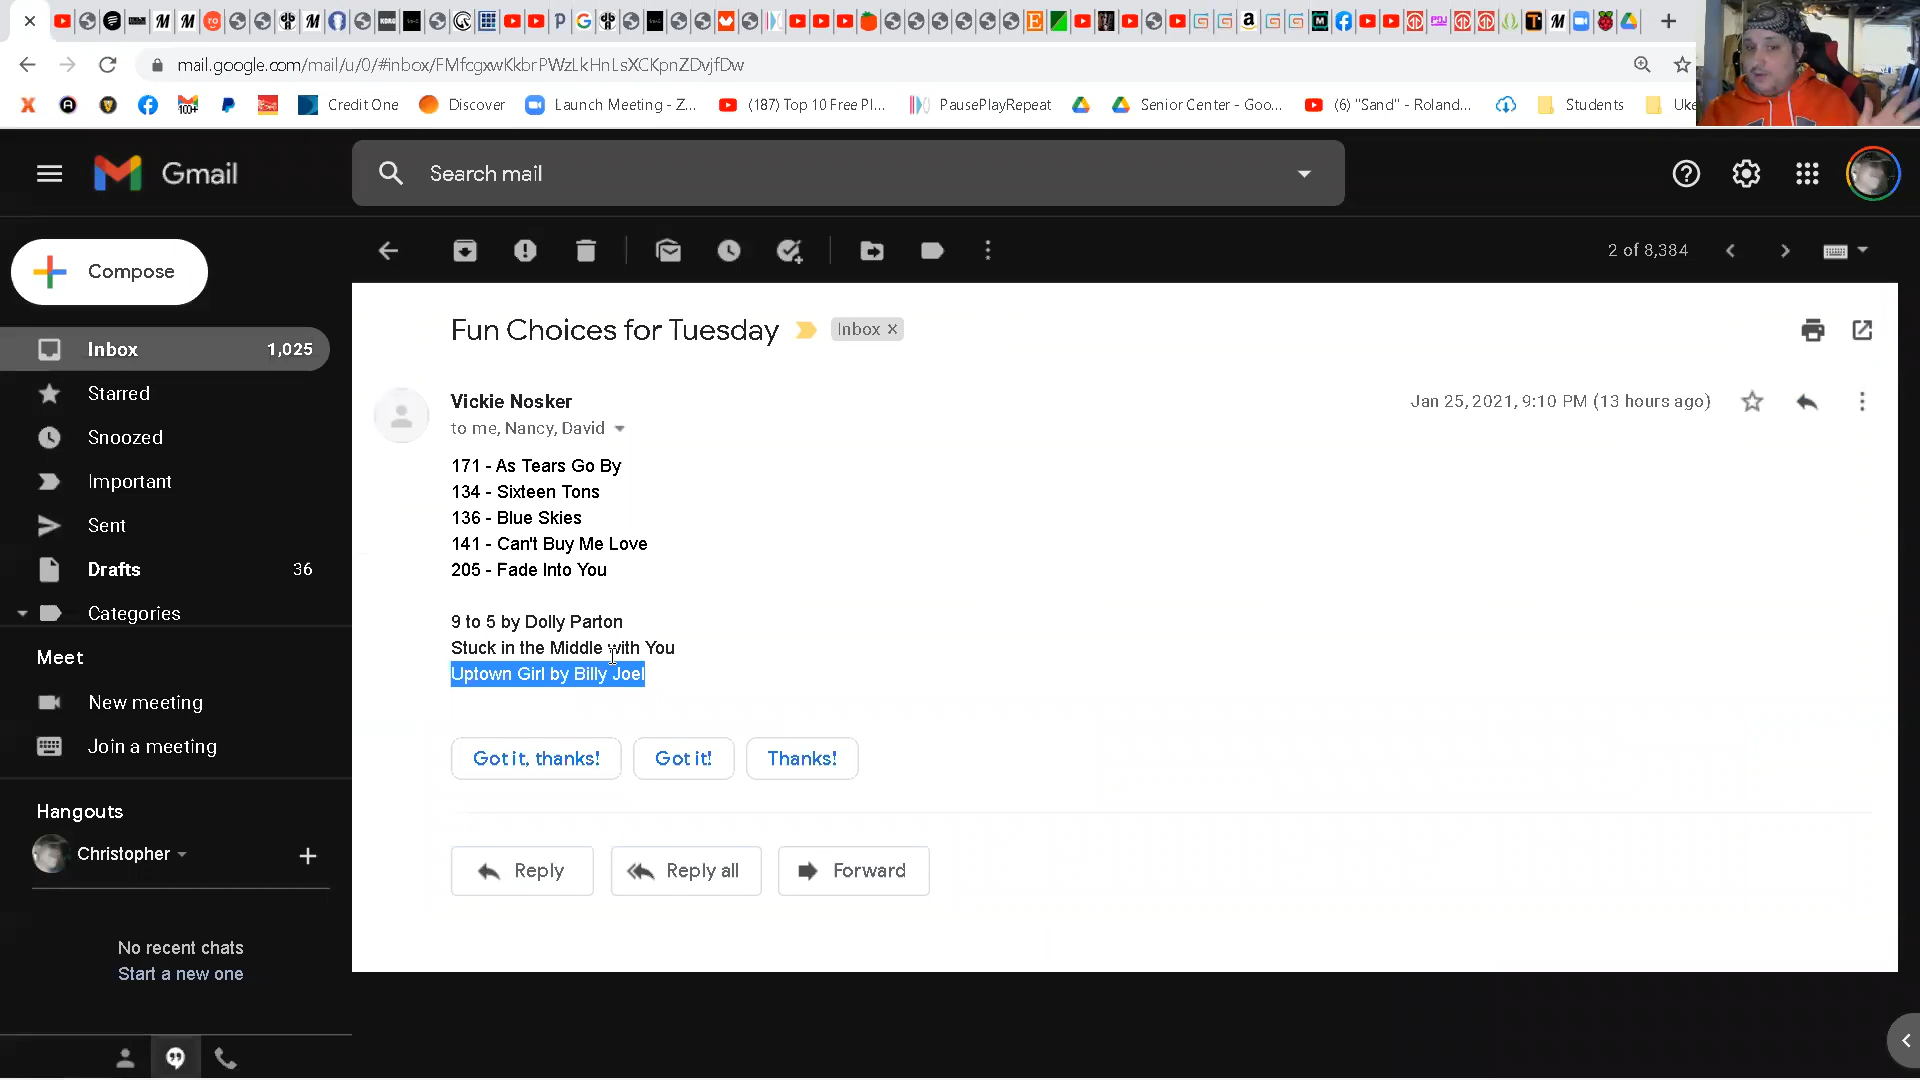 mail.google.com/mail/u/0/#inbox/FMfcgxwKkbrPWzLkHnLsXCKpnZDvjfDw
Credit One
Discover
Launch Meeting - Z...
(187) Top 10 Free Pl...
PausePlayRepeat
Senior Center - Goo...
(6) "Sand" - Roland...
Students
Uke
Gmail
Search mail
Compose
2 of 8,384
Inbox 1,025
Starred
Snoozed
Important
Sent
Drafts 36
Categories
Meet
New meeting
Join a meeting
Hangouts
Christopher
No recent chats
Start a new one
Fun Choices for Tuesday
Inbox ×
Vickie Nosker
Jan 25, 2021, 9:10 PM (13 hours ago)
to me, Nancy, David
171 - As Tears Go By
134 - Sixteen Tons
136 - Blue Skies
141 - Can't Buy Me Love
205 - Fade Into You
9 to 5 by Dolly Parton
Stuck in the Middle with You
Uptown Girl by Billy Joel
Got it, thanks!
Got it!
Thanks!
Reply
Reply all
Forward